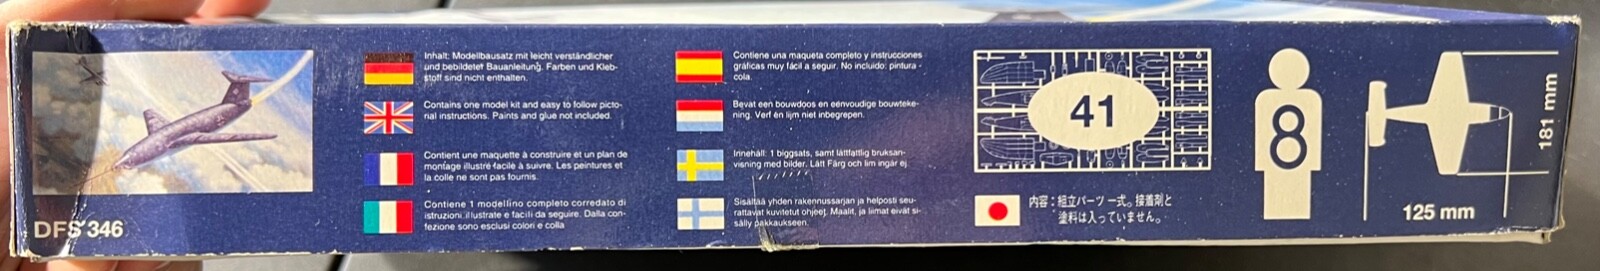 DFS 346
Inhalt: Modellbausatz mit leicht verständlicher
und bebildeter Bauanleitung. Farben und Kleb-
stoff sind nicht enthalten.
Contains one model kit and easy to follow picto-
rial instructions. Paints and glue not included.
Contient une maquette à construire et un plan de
montage illustré facile à suivre. Les peintures et
la colle ne sont pas fournis.
Contiene 1 modellino completo corredato di
istruzioni illustrate e facili da seguire. Dalla con-
fezione sono esclusi colori e colla
Contiene una maqueta completo y instrucciones
gráficas muy fácil a seguir. No incluido: pintura -
cola.
Bevat een bouwdoos en eenvoudige bouwteke-
ning. Verf en lijm niet inbegrepen.
Innehåll: 1 biggsats, samt lättfattlig bruksan-
visning med bilder. Lätt Färg och lim ingår ej
Sisältää yhden rakennussarjan ja helposti seu-
rattavat kuvitetut ohjeet. Maalit, ja liimat eivät si-
sälly pakkaukseen.
41
内容：組立パーツ一式。接着剤と
塗料は入っていません。
8
181 mm
125 mm